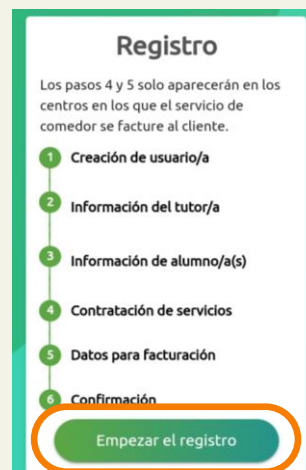 Registro
Los pasos 4 y 5 solo aparecerán en los
centros en los que el servicio de
comedor se facture al cliente.
1 Creación de usuario/a
2 Información del tutor/a
3 Información de alumno/a(s)
4 Contratación de servicios
5 Datos para facturación
6 Confirmación
Empezar el registro